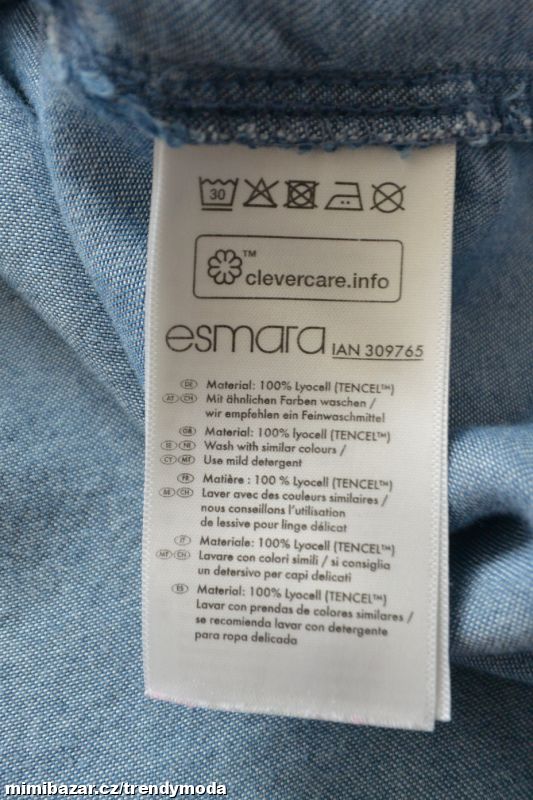 30
™
clevercare.info
esmara IAN 309765
DE Material: 100% Lyocell (TENCEL™)
AT CH Mit ähnlichen Farben waschen /
wir empfehlen ein Feinwaschmittel
GB Material: 100% lyocell (TENCEL™)
IE NI Wash with similar colours /
CY MT Use mild detergent
FR Matière : 100 % Lyocell (TENCEL™)
BE CH Laver avec des couleurs similaires /
nous conseillons l'utilisation
de lessive pour linge délicat
IT Materiale: 100% Lyocell (TENCEL™)
MT CH Lavare con colori simili / si consiglia
un detersivo per capi delicati
ES Material: 100% Lyocell (TENCEL™)
Lavar con prendas de colores similares /
se recomienda lavar con detergente
para ropa delicada
mimibazar.cz/trendymoda